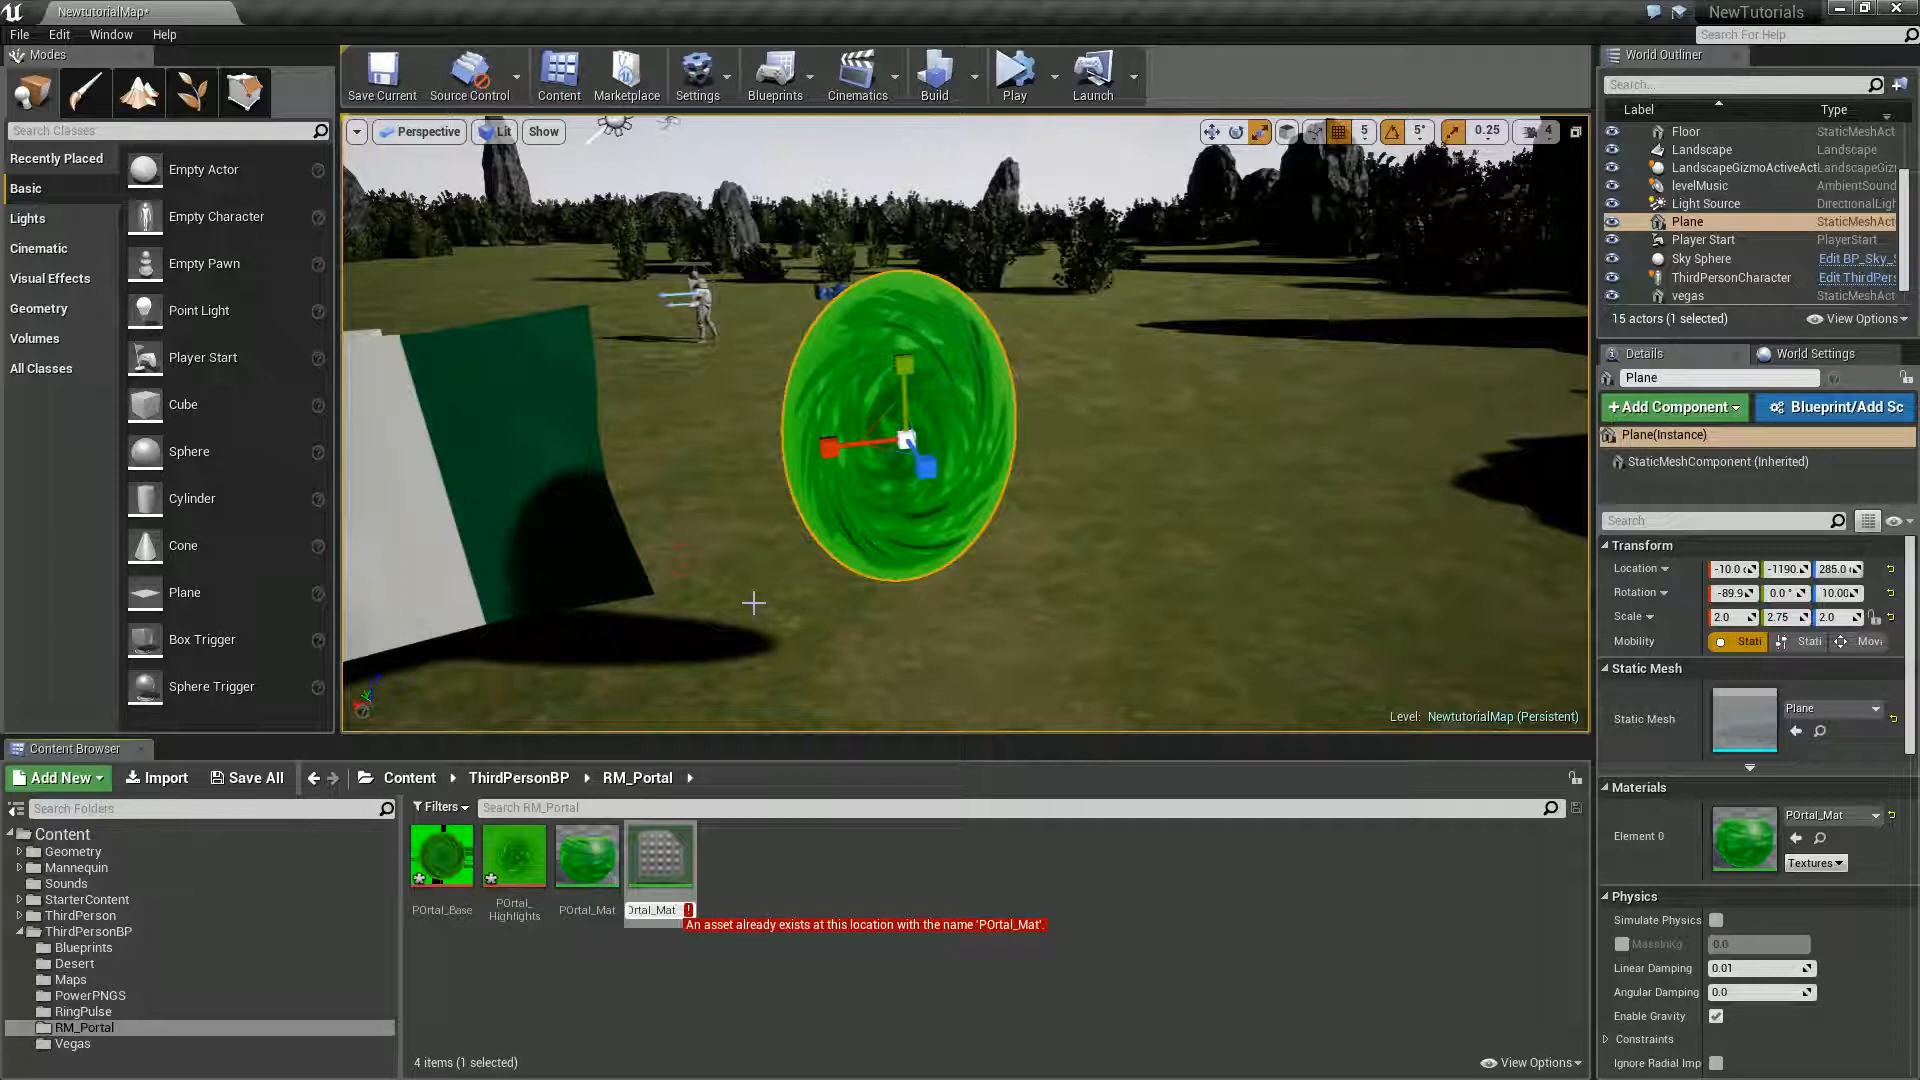 NewtutorialMap*
NewTutorials
File Edit Window Help
Search For Help
Modes
Save Current
Source Control
Content
Marketplace
Settings
Blueprints
Cinematics
Build
Play
Launch
Search Classes
Recently Placed
Basic
Lights
Cinematic
Visual Effects
Geometry
Volumes
All Classes
Empty Actor
Empty Character
Empty Pawn
Point Light
Player Start
Cube
Sphere
Cylinder
Cone
Plane
Box Trigger
Sphere Trigger
Perspective Lit Show
5 5° 0.25 4
Level: NewtutorialMap (Persistent)
World Outliner
Search...
Label Type
Floor StaticMeshAct
Landscape Landscape
LandscapeGizmoActiveActLandscapeGiz
levelMusic AmbientSound
Light Source DirectionalLigh
Plane StaticMeshAct
Player Start PlayerStart
Sky Sphere Edit BP_Sky_S
ThirdPersonCharacter Edit ThirdPers
vegas StaticMeshAct
15 actors (1 selected) View Options
Details World Settings
Plane
+Add Component Blueprint/Add Sc
Plane(Instance)
StaticMeshComponent (Inherited)
Search
Transform
Location -10.0 -1190. 285.0
Rotation -89.9 0.0 ° 10.00
Scale 2.0 2.75 2.0
Mobility Stati Stati Mov
Static Mesh
Static Mesh Plane
Materials
Element 0 POrtal_Mat
Textures
Physics
Simulate Physics
MassInKg 0.0
Linear Damping 0.01
Angular Damping 0.0
Enable Gravity
Constraints
Ignore Radial Imp
Content Browser
Add New Import Save All Content ThirdPersonBP RM_Portal
Search Folders
Filters Search RM_Portal
Content
Geometry
Mannequin
Sounds
StarterContent
ThirdPerson
ThirdPersonBP
Blueprints
Desert
Maps
PowerPNGS
RingPulse
RM_Portal
Vegas
POrtal_Base
POrtal_
Highlights
POrtal_Mat
Ortal_Mat !
An asset already exists at this location with the name 'POrtal_Mat'.
4 items (1 selected) View Options